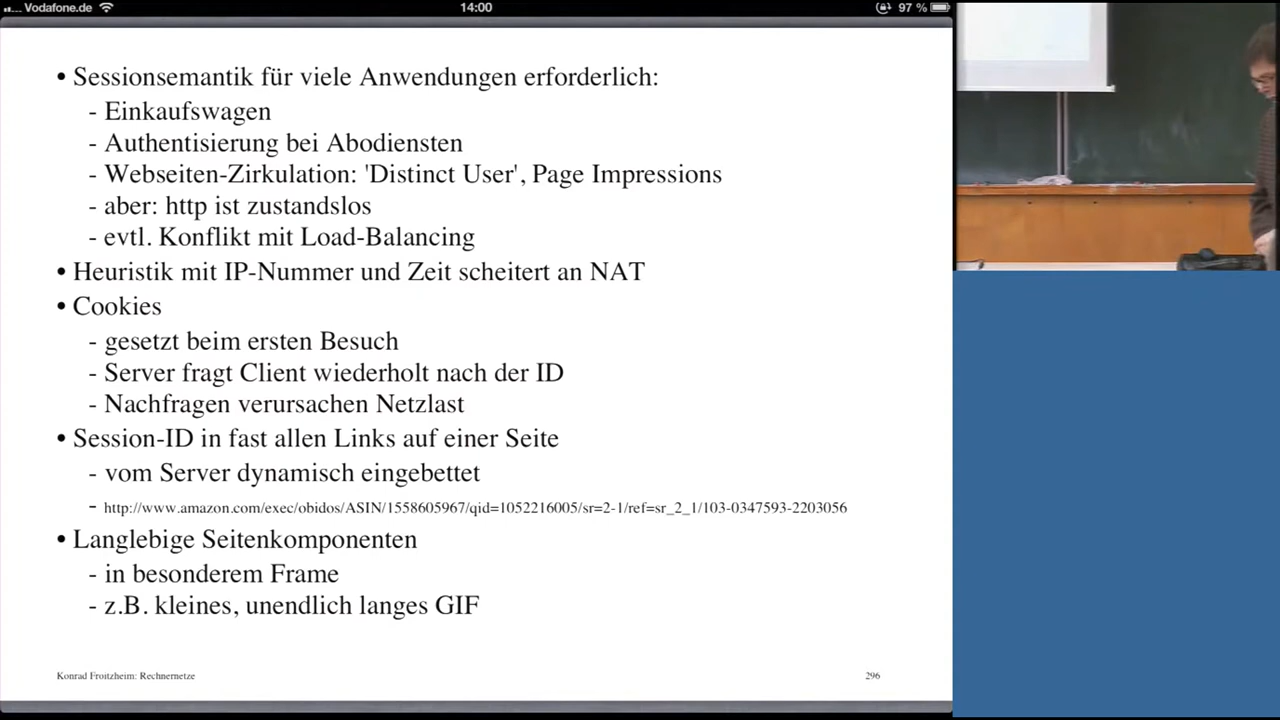 Vodafone.de 14:00 97 %
• Sessionsemantik für viele Anwendungen erforderlich:
- Einkaufswagen
- Authentisierung bei Abodiensten
- Webseiten-Zirkulation: 'Distinct User', Page Impressions
- aber: http ist zustandslos
- evtl. Konflikt mit Load-Balancing
• Heuristik mit IP-Nummer und Zeit scheitert an NAT
• Cookies
- gesetzt beim ersten Besuch
- Server fragt Client wiederholt nach der ID
- Nachfragen verursachen Netzlast
• Session-ID in fast allen Links auf einer Seite
- vom Server dynamisch eingebettet
- http://www.amazon.com/exec/obidos/ASIN/1558605967/qid=1052216005/sr=2-1/ref=sr_2_1/103-0347593-2203056
• Langlebige Seitenkomponenten
- in besonderem Frame
- z.B. kleines, unendlich langes GIF
Konrad Froitzheim: Rechnernetze 296